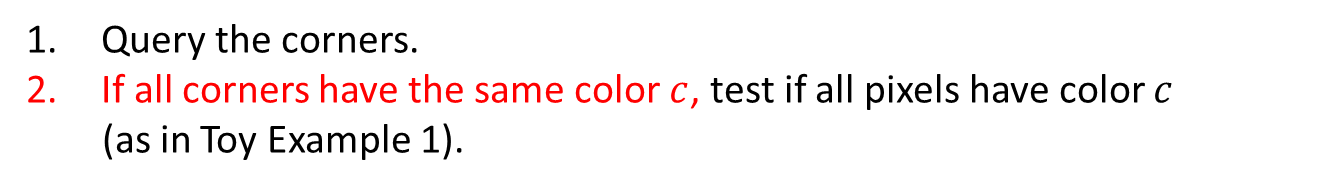 1. Query the corners.
2. If all corners have the same color c, test if all pixels have color c
(as in Toy Example 1).